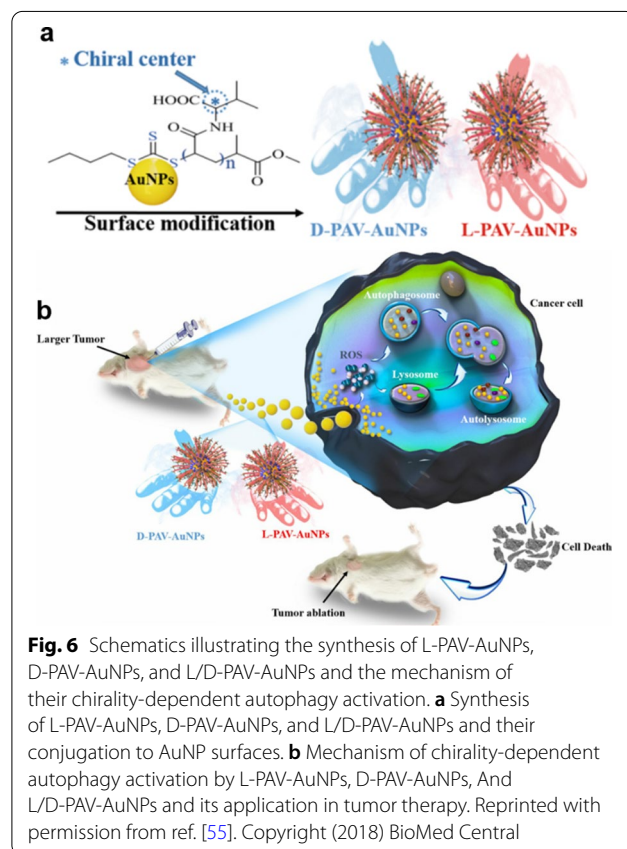 a
* Chiral center
HOOC
*
NH
O
S
S
S
n
O
O
AuNPs
Surface modification
D-PAV-AuNPs
L-PAV-AuNPs
b
Larger Tumor
Autophagosome
Cancer cell
ROS
Lysosome
Autolysosome
D-PAV-AuNPs
L-PAV-AuNPs
Cell Death
Tumor ablation
Fig. 6 Schematics illustrating the synthesis of L-PAV-AuNPs,
D-PAV-AuNPs, and L/D-PAV-AuNPs and the mechanism of
their chirality-dependent autophagy activation. a Synthesis
of L-PAV-AuNPs, D-PAV-AuNPs, and L/D-PAV-AuNPs and their
conjugation to AuNP surfaces. b Mechanism of chirality-dependent
autophagy activation by L-PAV-AuNPs, D-PAV-AuNPs, And
L/D-PAV-AuNPs and its application in tumor therapy. Reprinted with
permission from ref. [55]. Copyright (2018) BioMed Central